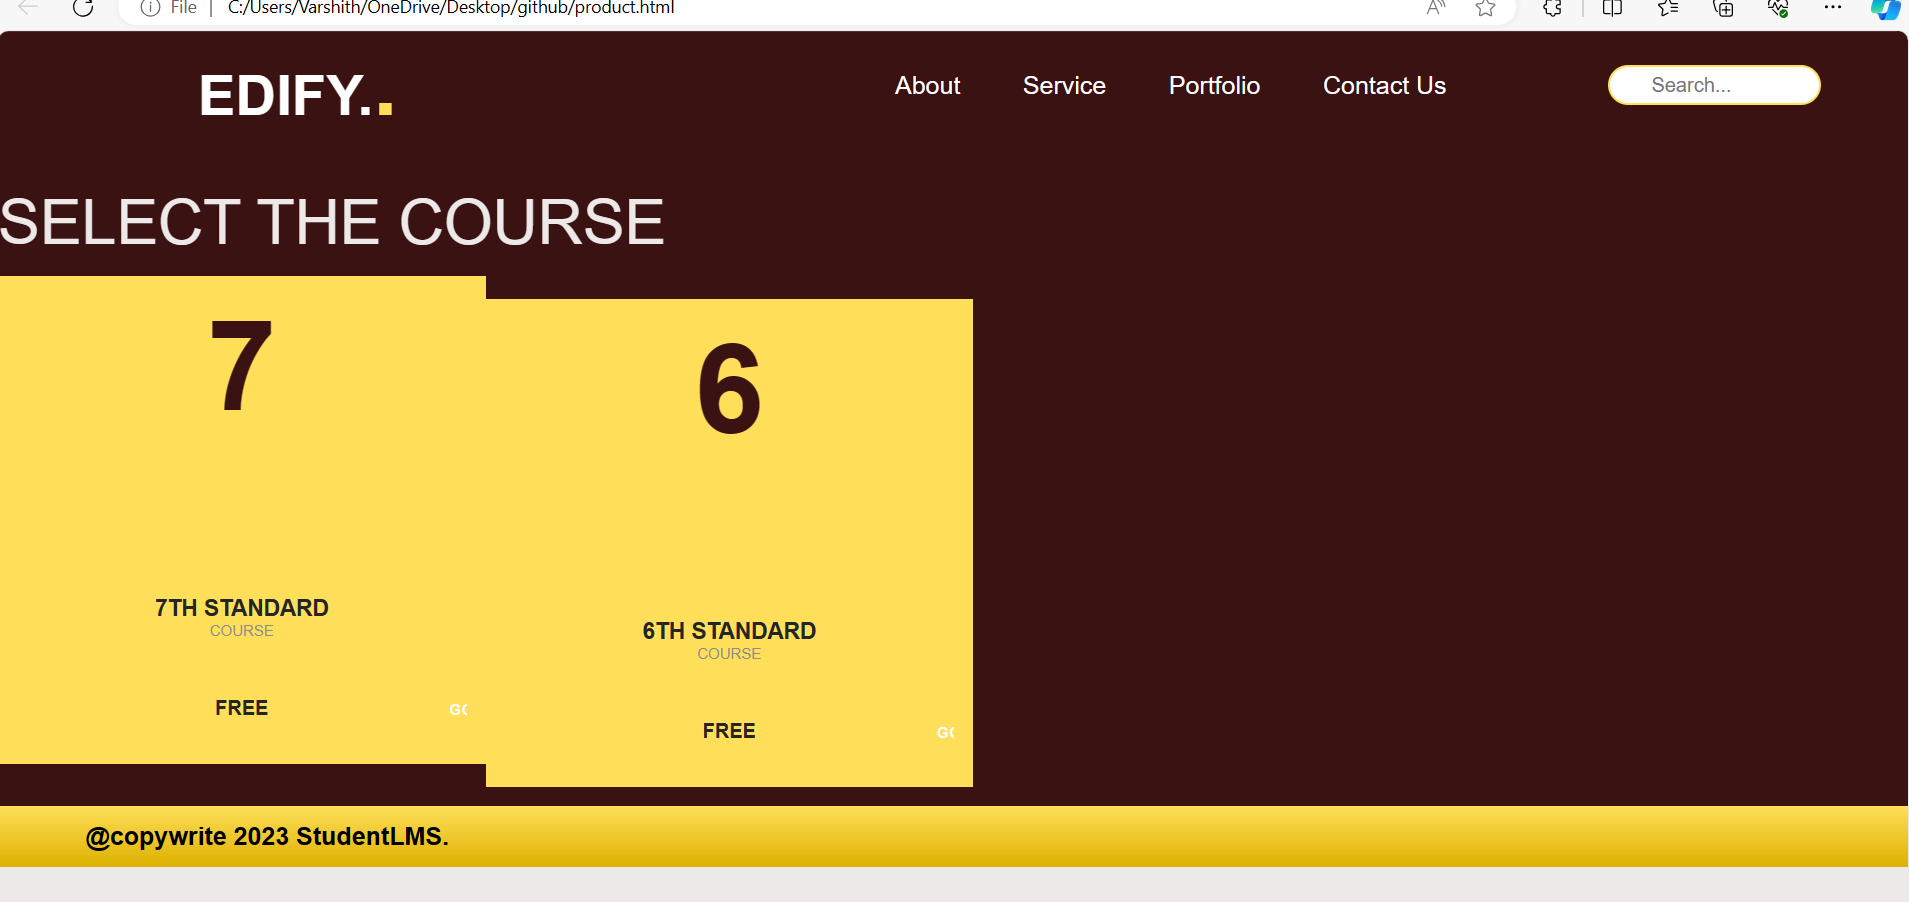 File | C:/Users/Varshith/OneDrive/Desktop/github/product.html
EDIFY..
About Service Portfolio Contact Us Search...
SELECT THE COURSE
7
7TH STANDARD
COURSE
FREE
6
6TH STANDARD
COURSE
FREE
@copywrite 2023 StudentLMS.